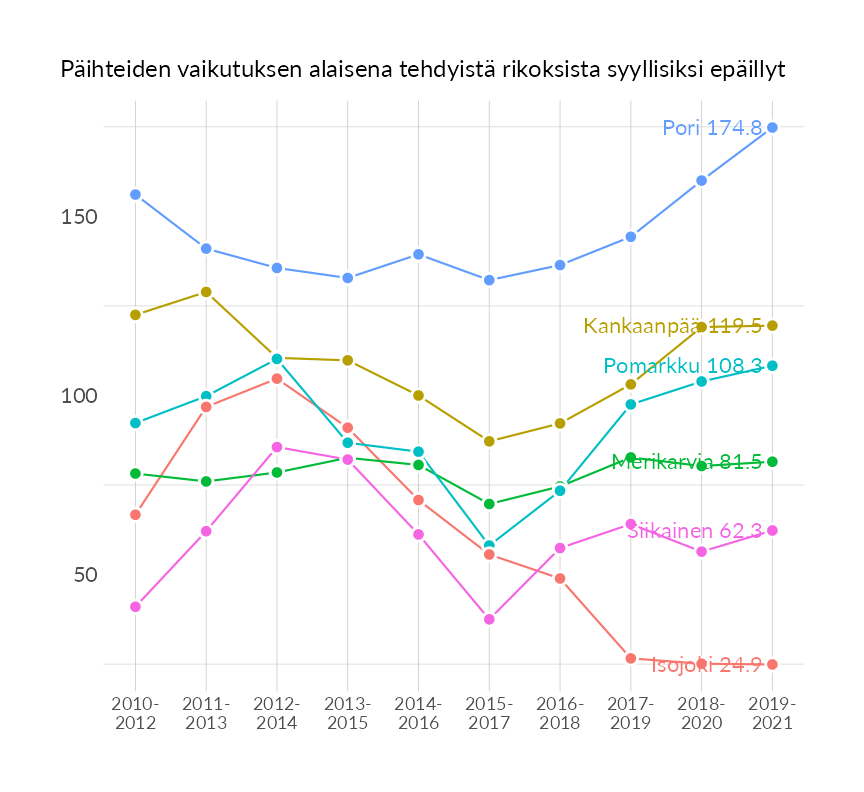 Päihteiden vaikutuksen alaisena tehdyistä rikoksista syyllisiksi epäillyt
Pori 174.8
150
Kankaanpää 119.5
Pomarkku 108.3
100
Merikarvia 81.5
Siikainen 62.3
50
Isojoki 24.9
2010- 2011- 2012- 2013- 2014- 2015- 2016- 2017- 2018- 2019-
2012 2013 2014 2015 2016 2017 2018 2019 2020 2021